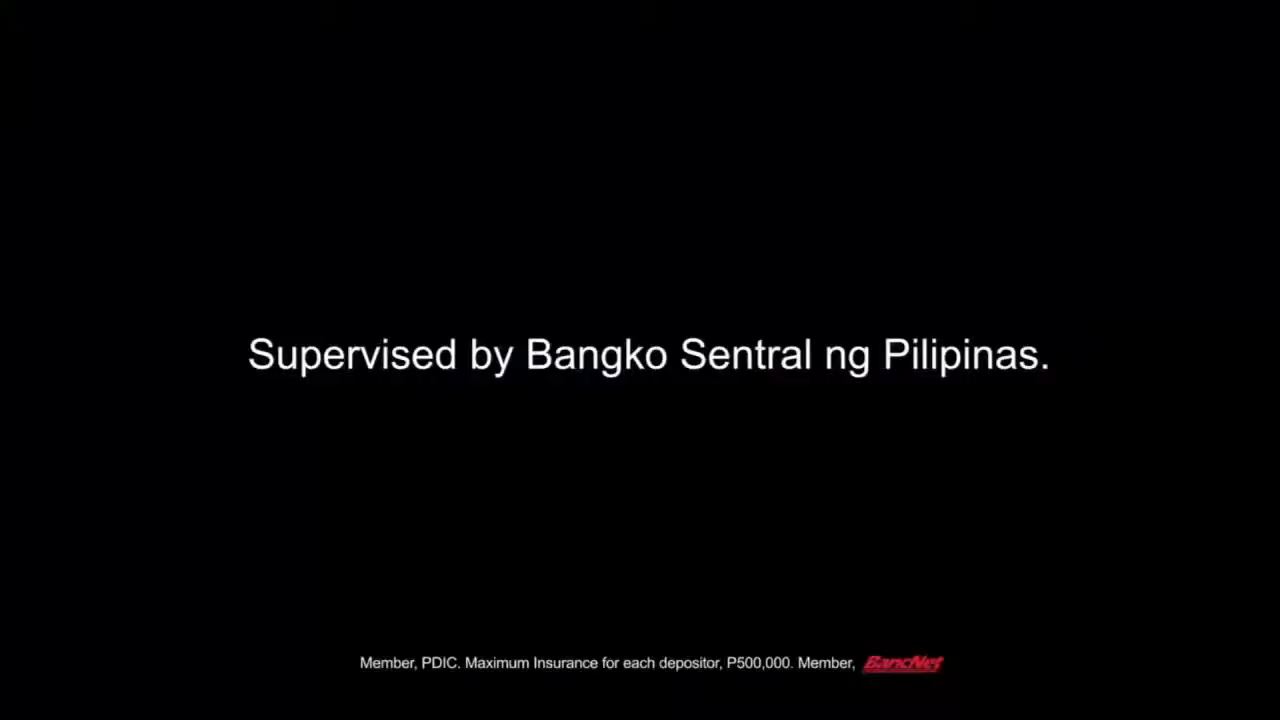 Supervised by Bangko Sentral ng Pilipinas.
Member, PDIC. Maximum Insurance for each depositor, P500,000. Member, BancNet